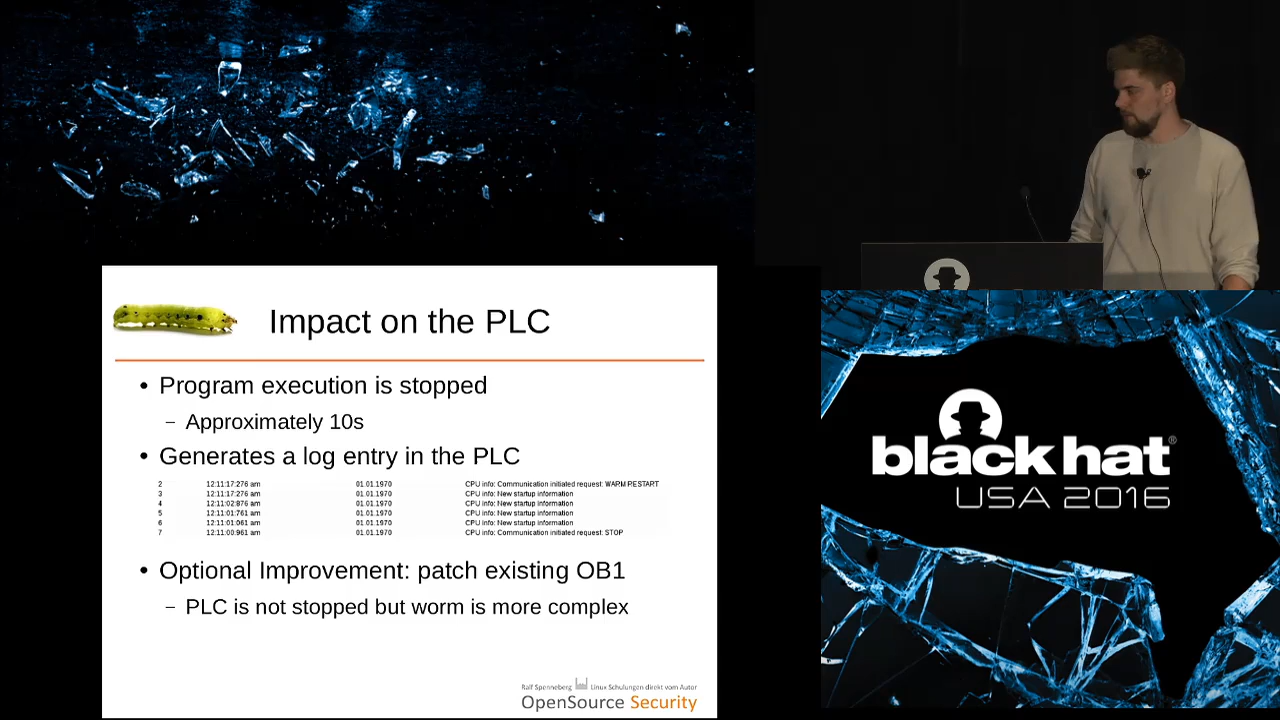 Impact on the PLC
• Program execution is stopped
– Approximately 10s
• Generates a log entry in the PLC
2 12:11:17:276 am 01.01.1970 CPU info: Communication initiated request: WARM RESTART
3 12:11:17:276 am 01.01.1970 CPU info: New startup information
4 12:11:02:876 am 01.01.1970 CPU info: New startup information
5 12:11:01:761 am 01.01.1970 CPU info: New startup information
6 12:11:01:061 am 01.01.1970 CPU info: New startup information
7 12:11:00:961 am 01.01.1970 CPU info: Communication initiated request: STOP
• Optional Improvement: patch existing OB1
– PLC is not stopped but worm is more complex
Ralf Spenneberg Linux Schulungen direkt vom Autor
OpenSource Security
black hat®
USA 2016